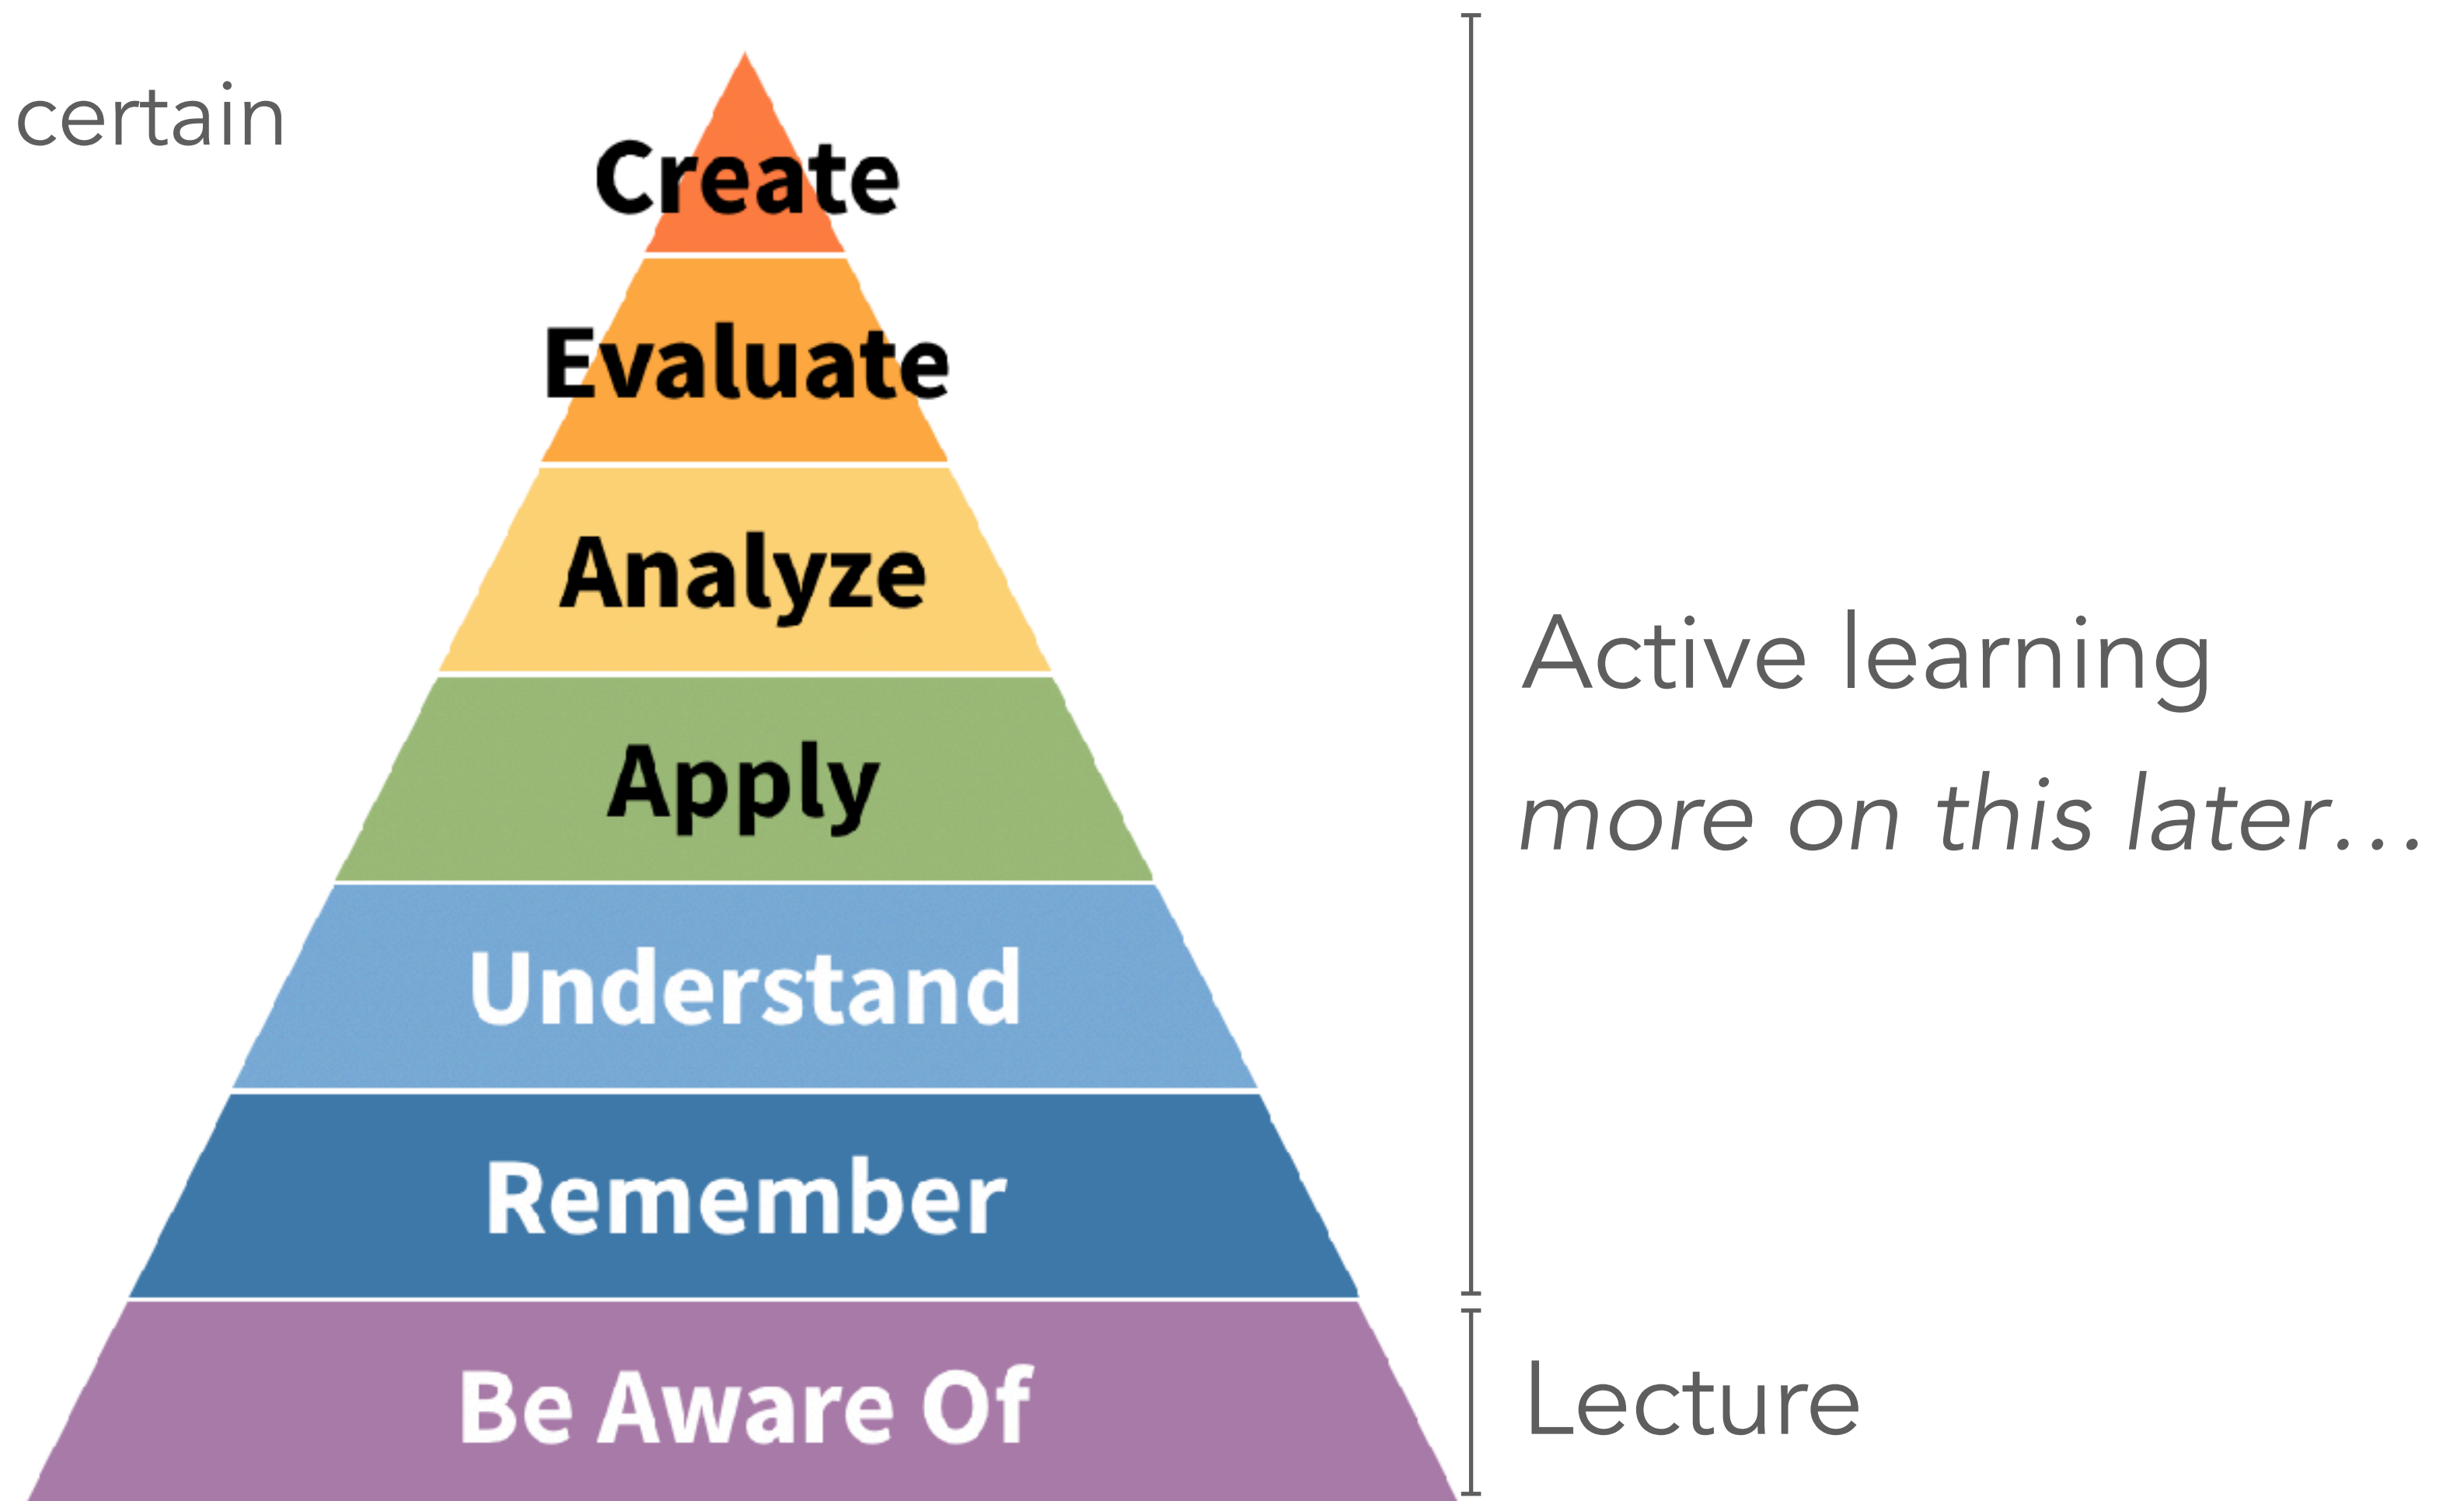 certain
Create
Evaluate
Analyze
Apply
Understand
Remember
Be Aware Of
Active learning
more on this later...
Lecture